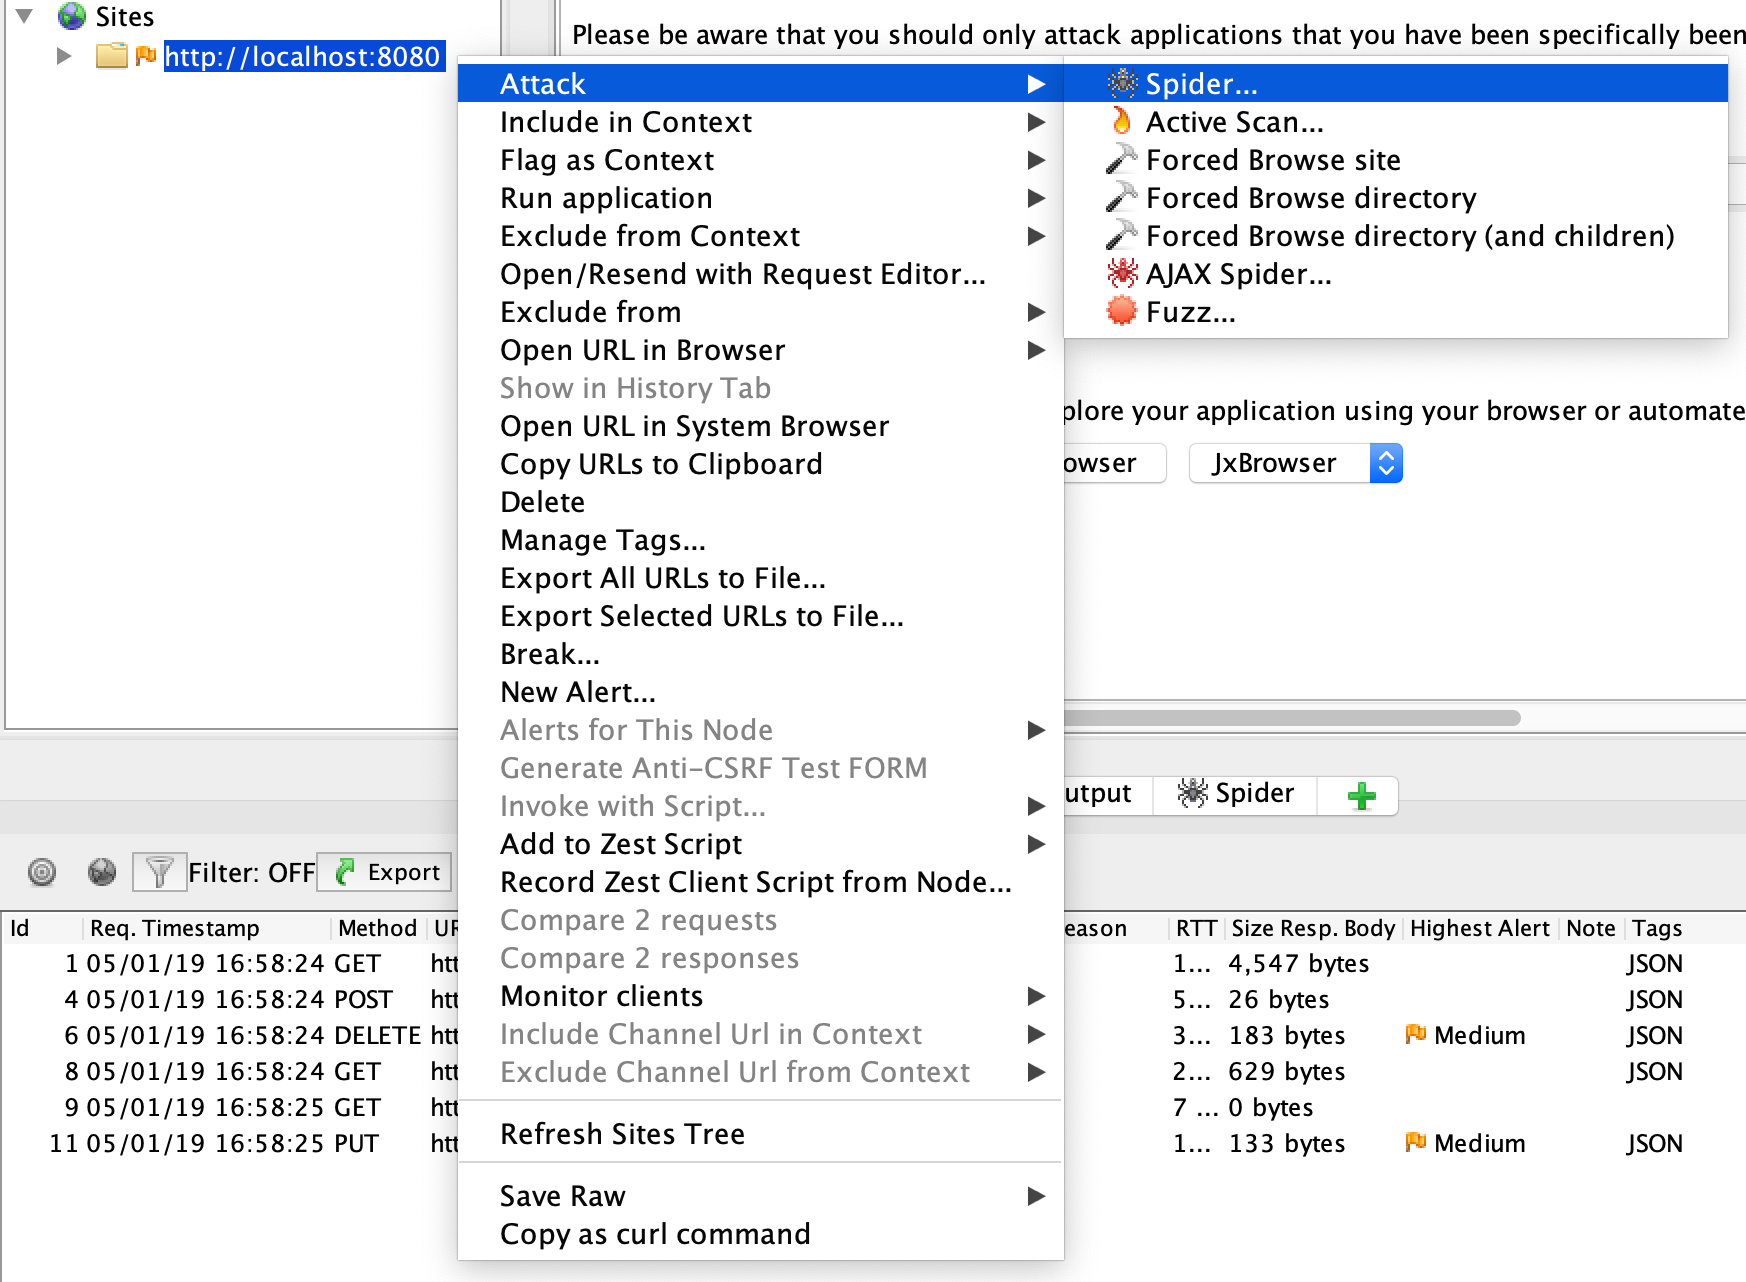 Sites
http://localhost:8080
Please be aware that you should only attack applications that you have been specifically been
Attack
Include in Context
Flag as Context
Run application
Exclude from Context
Open/Resend with Request Editor...
Exclude from
Open URL in Browser
Show in History Tab
Open URL in System Browser
Copy URLs to Clipboard
Delete
Manage Tags...
Export All URLs to File...
Export Selected URLs to File...
Break...
New Alert...
Alerts for This Node
Generate Anti-CSRF Test FORM
Invoke with Script...
Add to Zest Script
Record Zest Client Script from Node...
Compare 2 requests
Compare 2 responses
Monitor clients
Include Channel Url in Context
Exclude Channel Url from Context
Refresh Sites Tree
Save Raw
Copy as curl command
Spider...
Active Scan...
Forced Browse site
Forced Browse directory
Forced Browse directory (and children)
AJAX Spider...
Fuzz...
plore your application using your browser or automate
owser JxBrowser
utput Spider
Filter: OFF Export
Id Req. Timestamp Method UR eason RTT Size Resp. Body Highest Alert Note Tags
1 05/01/19 16:58:24 GET htt 1... 4,547 bytes JSON
4 05/01/19 16:58:24 POST htt 5... 26 bytes JSON
6 05/01/19 16:58:24 DELETE htt 3... 183 bytes Medium JSON
8 05/01/19 16:58:24 GET htt 2... 629 bytes JSON
9 05/01/19 16:58:25 GET htt 7 ... 0 bytes
11 05/01/19 16:58:25 PUT htt 1... 133 bytes Medium JSON